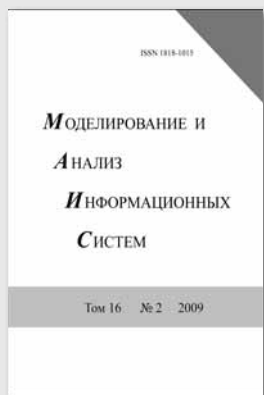 ISSN 1818-1015
МОДЕЛИРОВАНИЕ И
АНАЛИЗ
ИНФОРМАЦИОННЫХ
СИСТЕМ
Том 16 № 2 2009